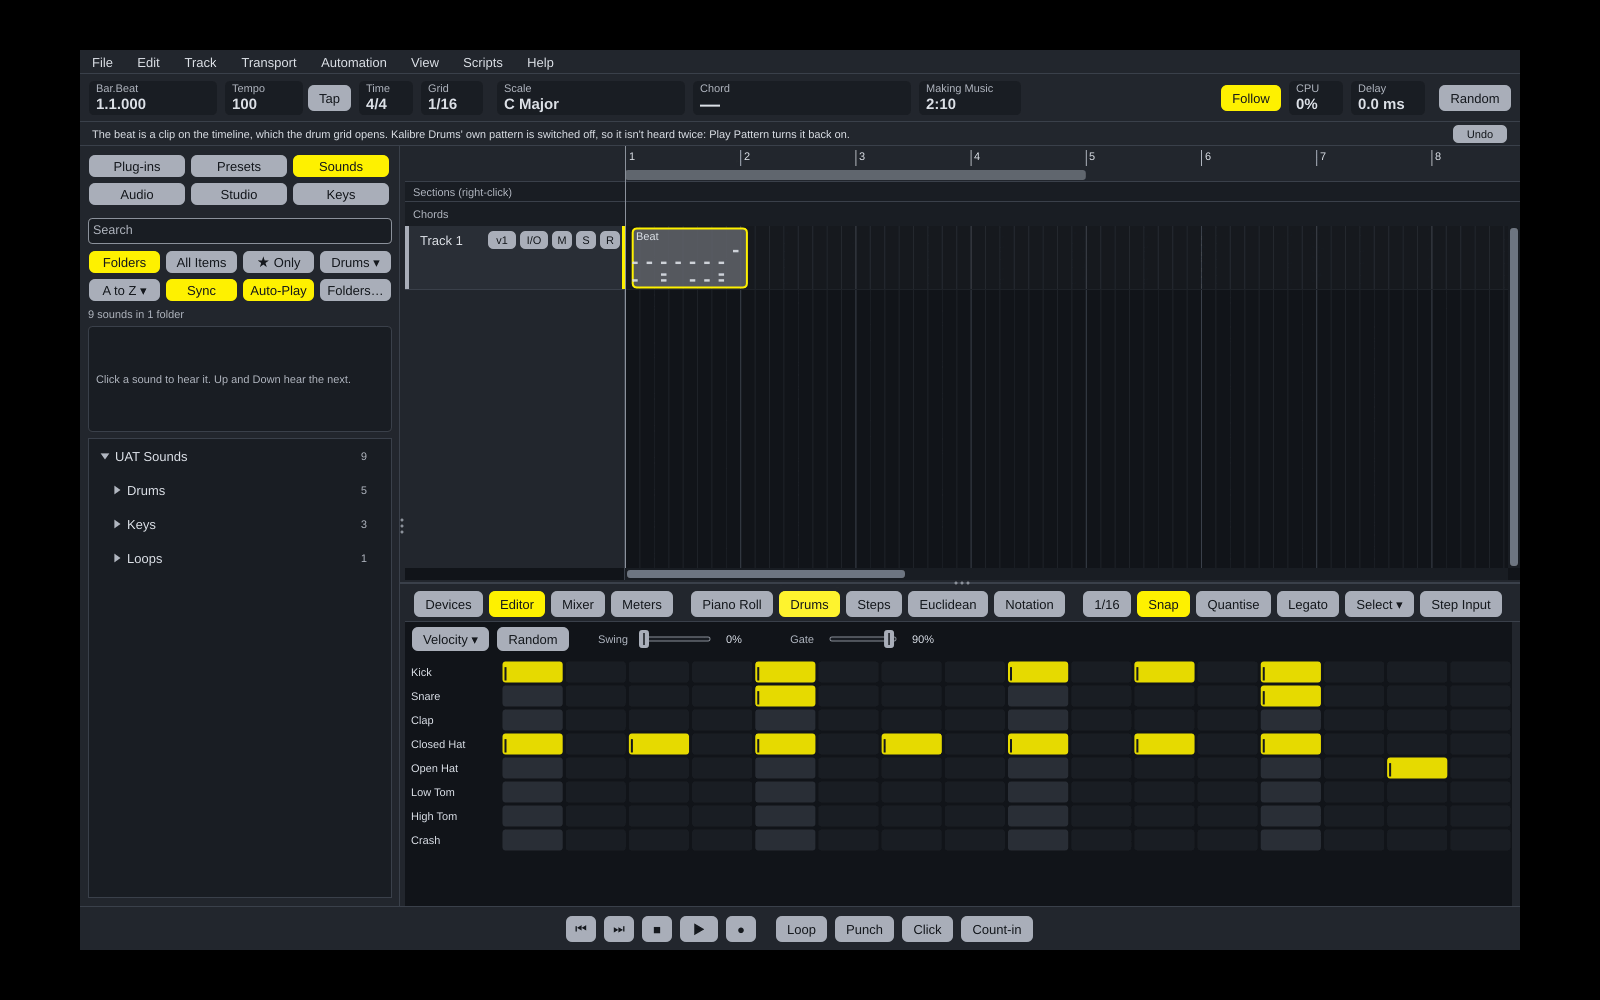 File Edit Track Transport Automation View Scripts Help
Bar.Beat Tempo Time Grid Scale Chord Making Music CPU Delay
1.1.000 100 Tap 4/4 1/16 C Major — 2:10 Follow 0% 0.0 ms Random
The beat is a clip on the timeline, which the drum grid opens. Kalibre Drums' own pattern is switched off, so it isn't heard twice: Play Pattern turns it back on. Undo
Plug-ins Presets Sounds
Audio Studio Keys
Search
Folders All Items ★ Only Drums ▾
A to Z ▾ Sync Auto-Play Folders…
9 sounds in 1 folder
Click a sound to hear it. Up and Down hear the next.
UAT Sounds 9
Drums 5
Keys 3
Loops 1
1 2 3 4 5 6 7 8
Sections (right-click)
Chords
Track 1 v1 I/O M S R
Beat
Devices Editor Mixer Meters Piano Roll Drums Steps Euclidean Notation 1/16 Snap Quantise Legato Select ▾ Step Input
Velocity ▾ Random Swing 0% Gate 90%
Kick
Snare
Clap
Closed Hat
Open Hat
Low Tom
High Tom
Crash
Loop Punch Click Count-in